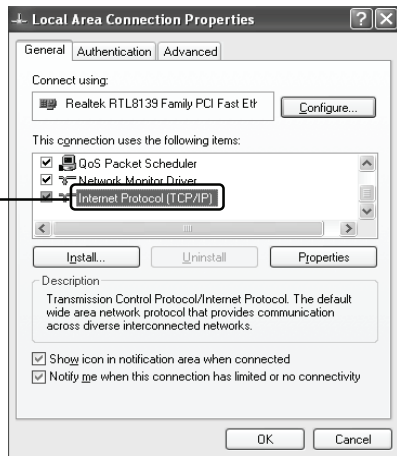 Local Area Connection Properties
General Authentication Advanced
Connect using:
Realtek RTL8139 Family PCI Fast Eth
Configure...
This connection uses the following items:
QoS Packet Scheduler
Network Monitor Driver
Internet Protocol (TCP/IP)
Install... Uninstall Properties
Description
Transmission Control Protocol/Internet Protocol. The default
wide area network protocol that provides communication
across diverse interconnected networks.
Show icon in notification area when connected
Notify me when this connection has limited or no connectivity
OK Cancel